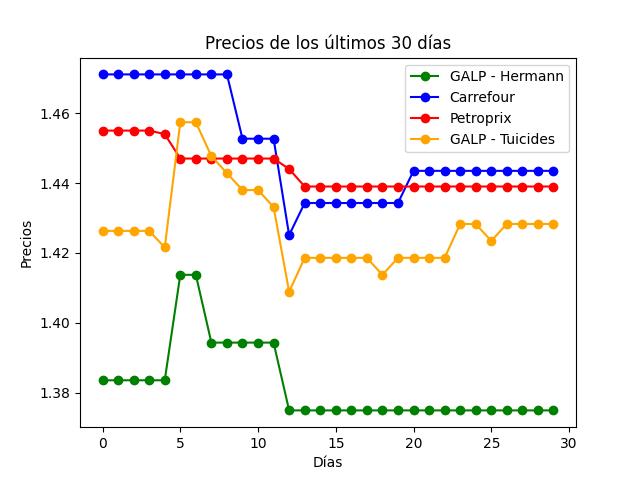 Precios de los últimos 30 días
GALP - Hermann
Carrefour
Petroprix
GALP - Tuicides
1.46
1.44
1.42
1.40
1.38
Precios
0 5 10 15 20 25 30
Días